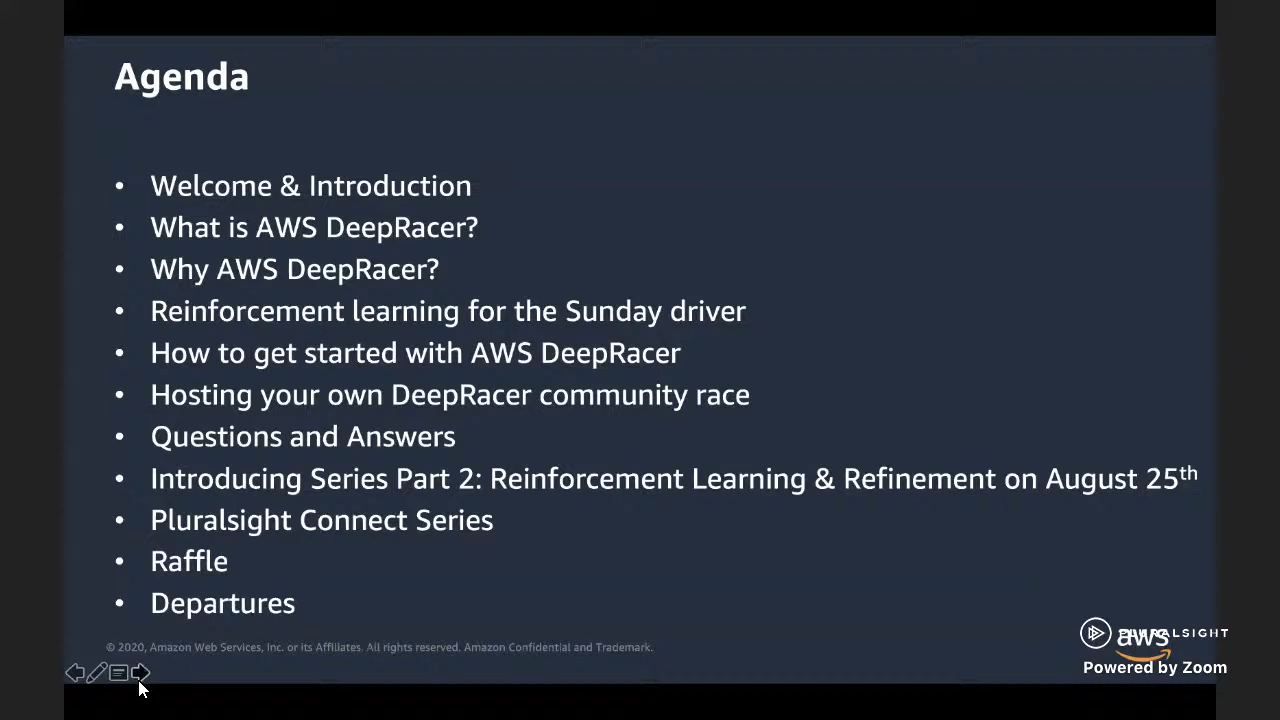 Agenda
• Welcome & Introduction
• What is AWS DeepRacer?
• Why AWS DeepRacer?
• Reinforcement learning for the Sunday driver
• How to get started with AWS DeepRacer
• Hosting your own DeepRacer community race
• Questions and Answers
• Introducing Series Part 2: Reinforcement Learning & Refinement on August 25th
• Pluralsight Connect Series
• Raffle
• Departures
© 2020, Amazon Web Services, Inc. or its Affiliates. All rights reserved. Amazon Confidential and Trademark.
PLURALSIGHT
aws
Powered by Zoom